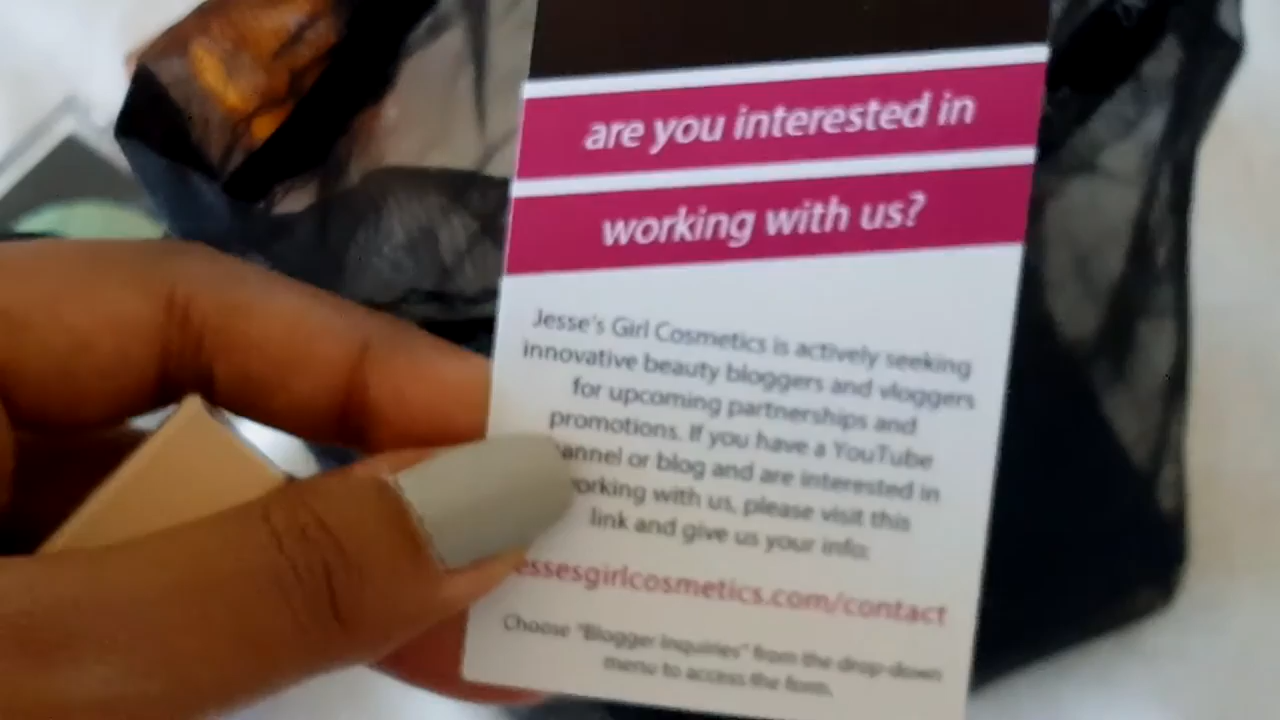 are you interested in
working with us?
Jesse's Girl Cosmetics is actively seeking
innovative beauty bloggers and vloggers
for upcoming partnerships and
promotions. If you have a YouTube
annel or blog and are interested in
orking with us, please visit this
link and give us your info:
essesgirlcosmetics.com/contact
Choose "Blogger Inquiries" from the drop-down
menu to access the form.